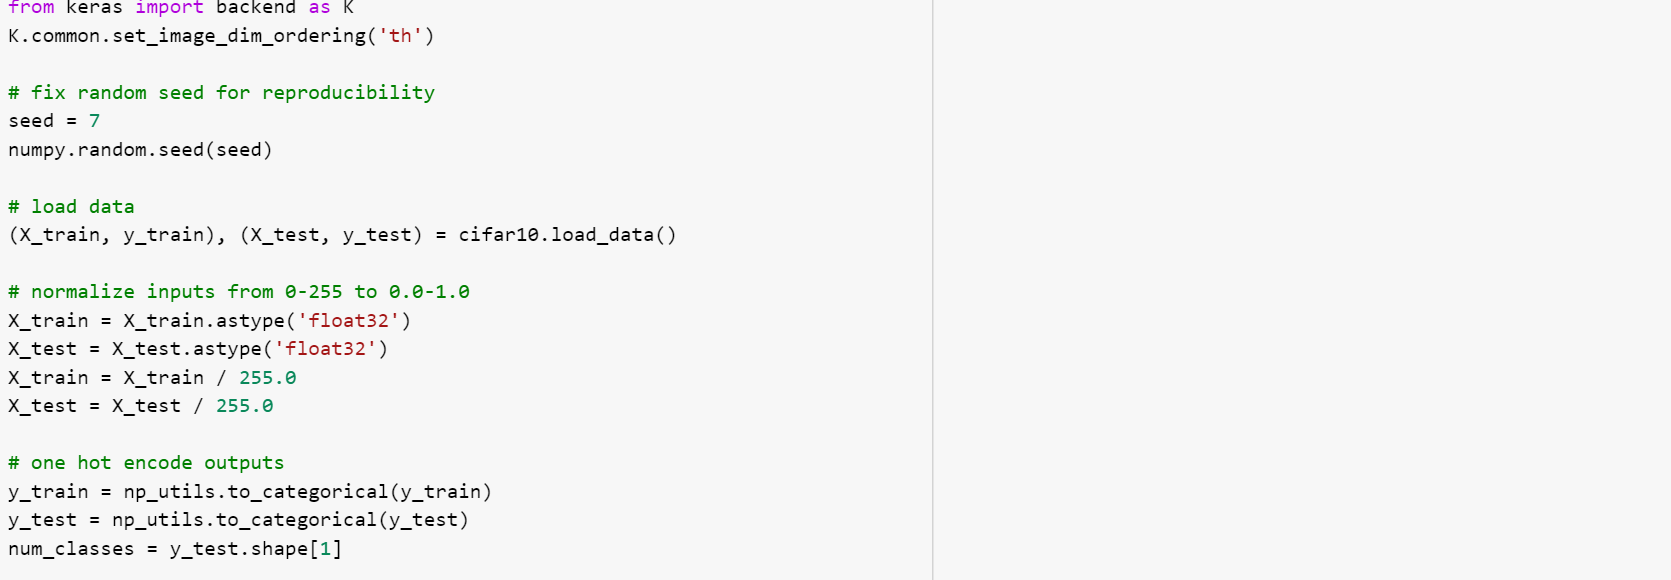 from keras import backend as K
K.common.set_image_dim_ordering('th')
# fix random seed for reproducibility
seed = 7
numpy.random.seed(seed)
# load data
(X_train, y_train), (X_test, y_test) = cifar10.load_data()
# normalize inputs from 0-255 to 0.0-1.0
X_train = X_train.astype('float32')
X_test = X_test.astype('float32')
X_train = X_train / 255.0
X_test = X_test / 255.0
# one hot encode outputs
y_train = np_utils.to_categorical(y_train)
y_test = np_utils.to_categorical(y_test)
num_classes = y_test.shape[1]